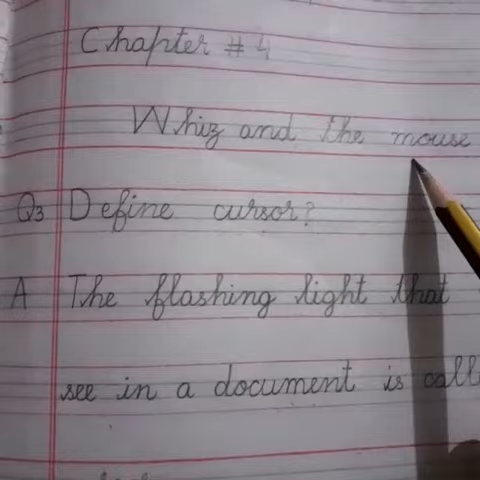 Chapter # 4
Whiz and the mouse
Q3 Define cursor?
A The flashing light that
see in a document is